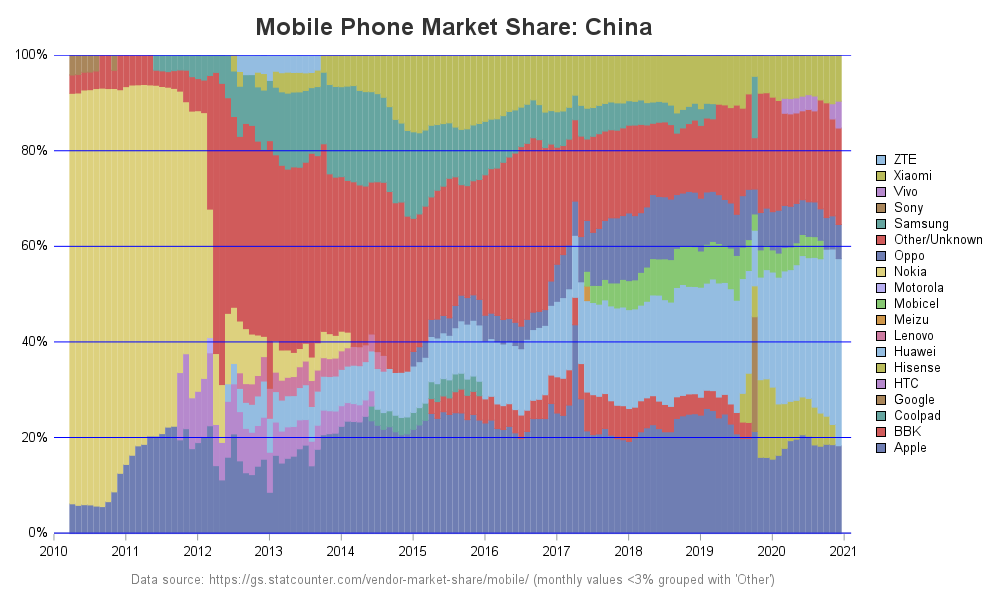 Mobile Phone Market Share: China
100%
80%
60%
40%
20%
0%
2010 2011 2012 2013 2014 2015 2016 2017 2018 2019 2020 2021
ZTE
Xiaomi
Vivo
Sony
Samsung
Other/Unknown
Oppo
Nokia
Motorola
Mobicel
Meizu
Lenovo
Huawei
Hisense
HTC
Google
Coolpad
BBK
Apple
Data source: https://gs.statcounter.com/vendor-market-share/mobile/ (monthly values <3% grouped with 'Other')